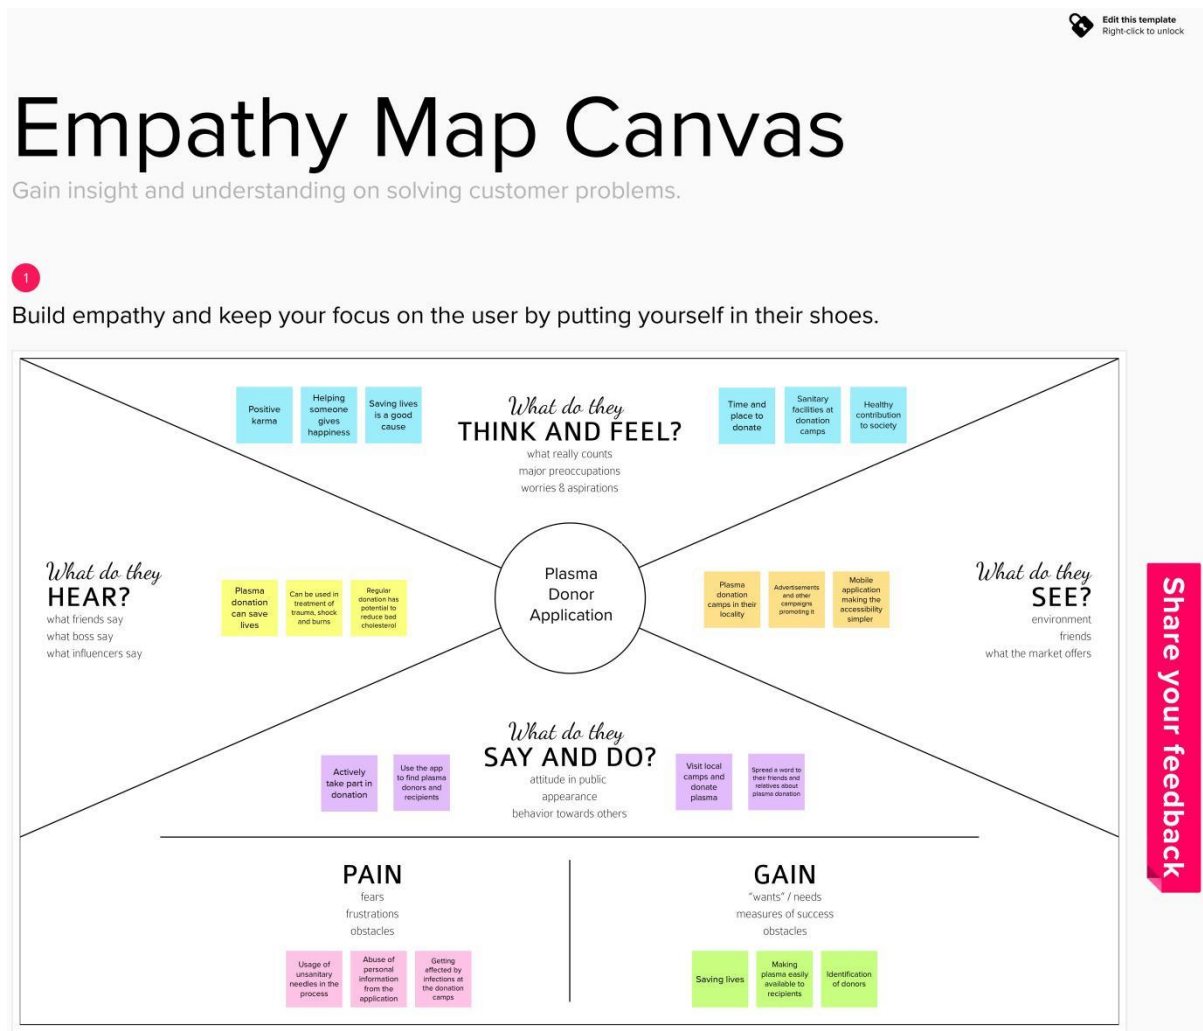 Edit this template
Right-click to unlock
Empathy Map Canvas
Gain insight and understanding on solving customer problems.
1
Build empathy and keep your focus on the user by putting yourself in their shoes.
Positive
karma
Helping
someone
gives
happiness
Saving lives
is a good
cause
What do they
THINK AND FEEL?
what really counts
major preoccupations
worries & aspirations
Time and
place to
donate
Sanitary
facilities at
donation
camps
Healthy
contribution
to society
What do they
HEAR?
what friends say
what boss say
what influencers say
Plasma
donation
can save
lives
Can be used in
treatment of
trauma, shock
and burns
Regular
donation has
potential to
reduce bad
cholesterol
Plasma
Donor
Application
Plasma
donation
camps in their
locality
Advertisements
and other
campaigns
promoting it
Mobile
application
making the
accessibility
simpler
What do they
SEE?
environment
friends
what the market offers
Share your feedback
Actively
take part in
donation
Use the app
to find plasma
donors and
recipients
What do they
SAY AND DO?
attitude in public
appearance
behavior towards others
Visit local
camps and
donate
plasma
Spread a word to
their friends and
relatives about
plasma donation
PAIN
fears
frustrations
obstacles
Usage of
unsanitary
needles in the
process
Abuse of
personal
information
from the
application
Getting
affected by
infections at
the donation
camps
GAIN
"wants" / needs
measures of success
obstacles
Saving lives
Making
plasma easily
available to
recipients
Identification
of donors